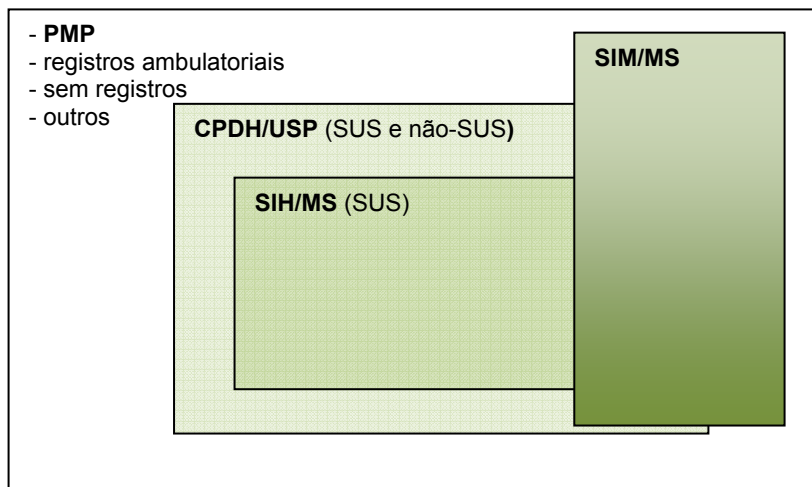 - PMP
- registros ambulatoriais
- sem registros
- outros
SIM/MS
CPDH/USP (SUS e não-SUS)
SIH/MS (SUS)